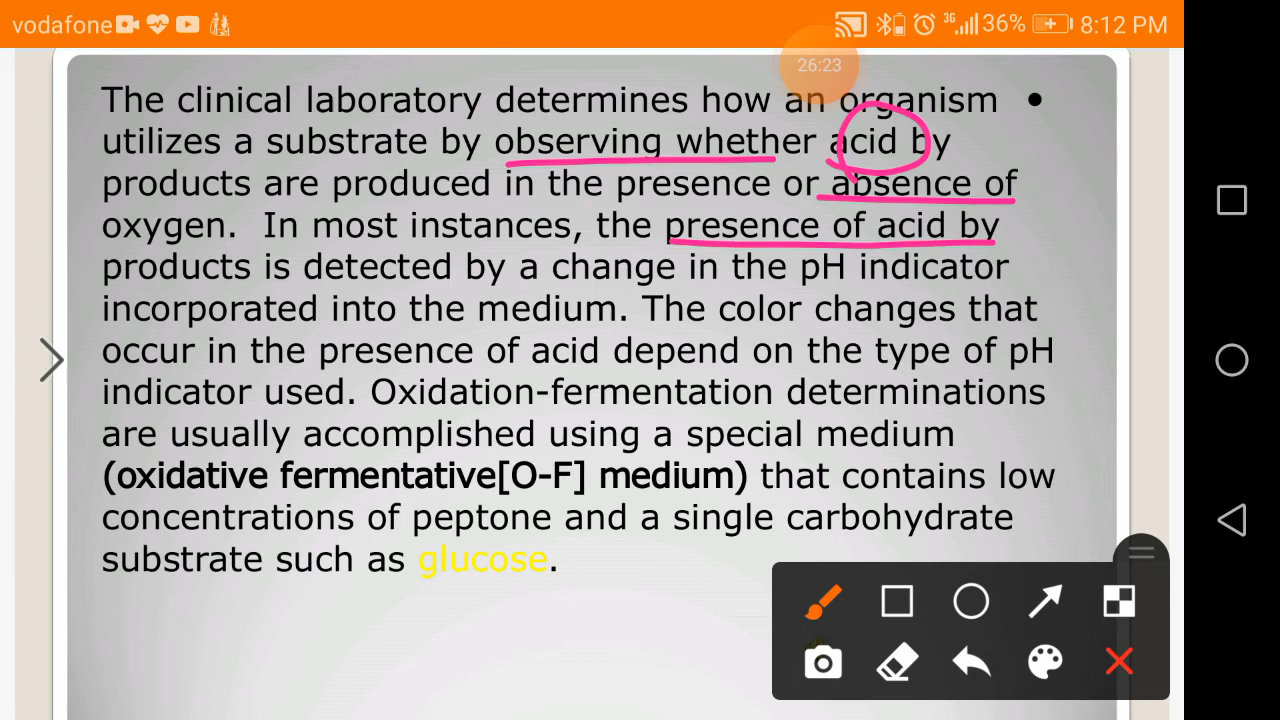 vodafone 3G 36% 8:12 PM
26:23
The clinical laboratory determines how an organism •
utilizes a substrate by observing whether acid by
products are produced in the presence or absence of
oxygen. In most instances, the presence of acid by
products is detected by a change in the pH indicator
incorporated into the medium. The color changes that
occur in the presence of acid depend on the type of pH
indicator used. Oxidation-fermentation determinations
are usually accomplished using a special medium
(oxidative fermentative[O-F] medium) that contains low
concentrations of peptone and a single carbohydrate
substrate such as glucose.